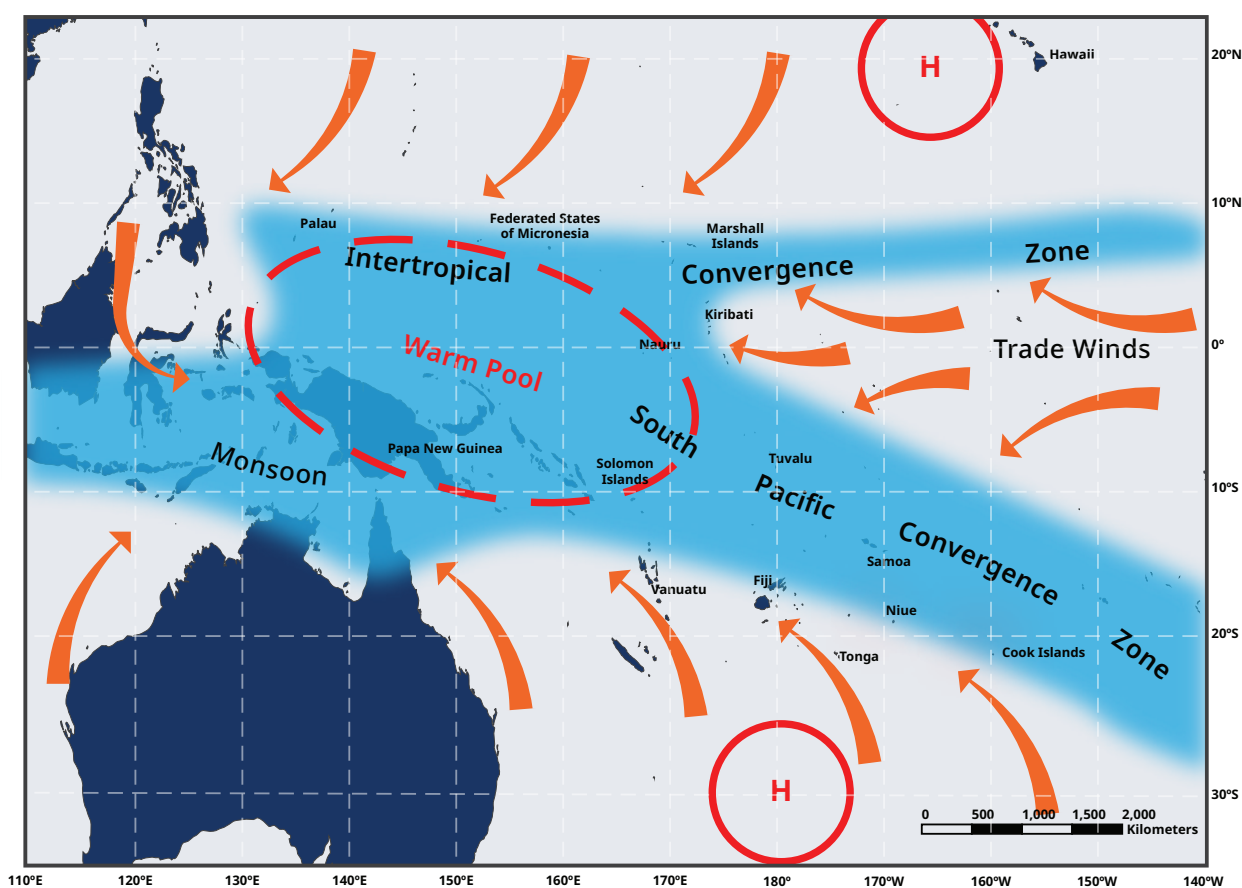 H
Hawaii
20°N
10°N
Palau
Federated States
of Micronesia
Marshall
Islands
Intertropical
Convergence
Zone
Kiribati
Nauru
0°
Warm Pool
Trade Winds
South
Papa New Guinea
Monsoon
Solomon
Islands
Tuvalu
Pacific
10°S
Convergence
Samoa
Fiji
Vanuatu
Niue
20°S
Tonga
Cook Islands
Zone
H
30°S
0 500 1,000 1,500 2,000
Kilometers
110°E 120°E 130°E 140°E 150°E 160°E 170°E 180° 170°W 160°W 150°W 140°W